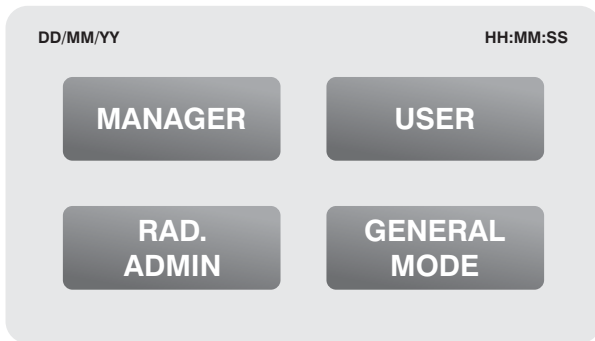 DD/MM/YY HH:MM:SS
MANAGER USER
RAD. GENERAL
ADMIN MODE